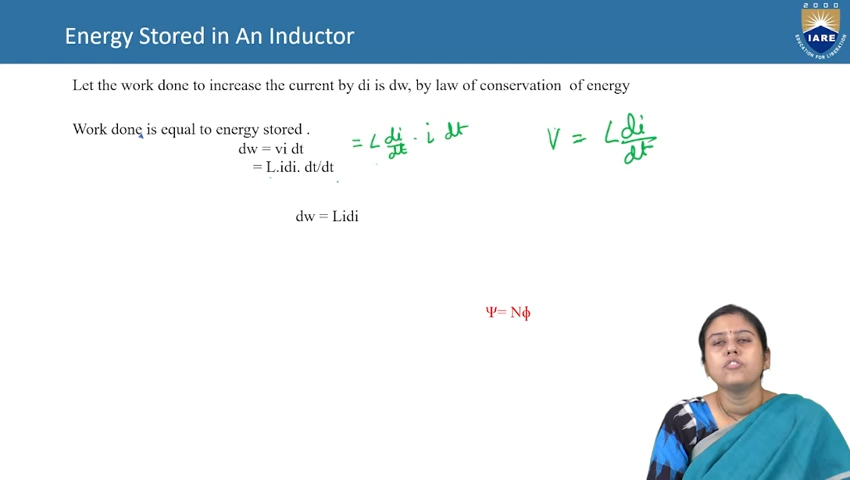 2000
Energy Stored in An Inductor
IARE
EDUCATION FOR LIBERATION
Let the work done to increase the current by di is dw, by law of conservation of energy
Work done is equal to energy stored .
dw = vi dt
= L di/dt . i dt
V = L di/dt
= L.idi. dt/dt
dw = Lidi
Ψ= Nϕ